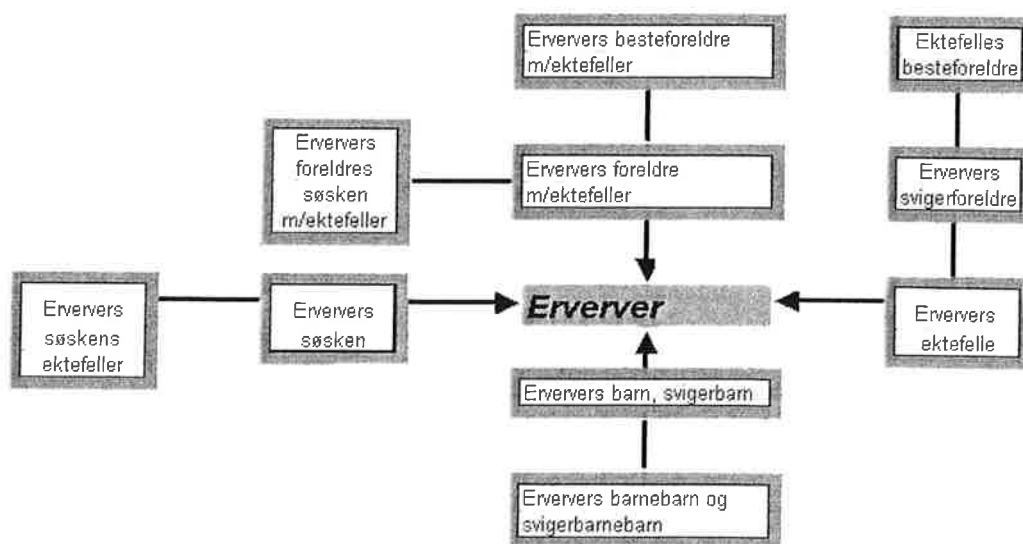 Erververs besteforeldre
m/ektefeller
Ektefelles
besteforeldre
Erververs
foreldres
søsken
m/ektefeller
Erververs foreldre
m/ektefeller
Erververs
svigerforeldre
Erververs
søskens
ektefeller
Erververs
søsken
Erverver
Erververs
ektefelle
Erververs barn, svigerbarn
Erververs barnebarn og
svigerbarnebarn